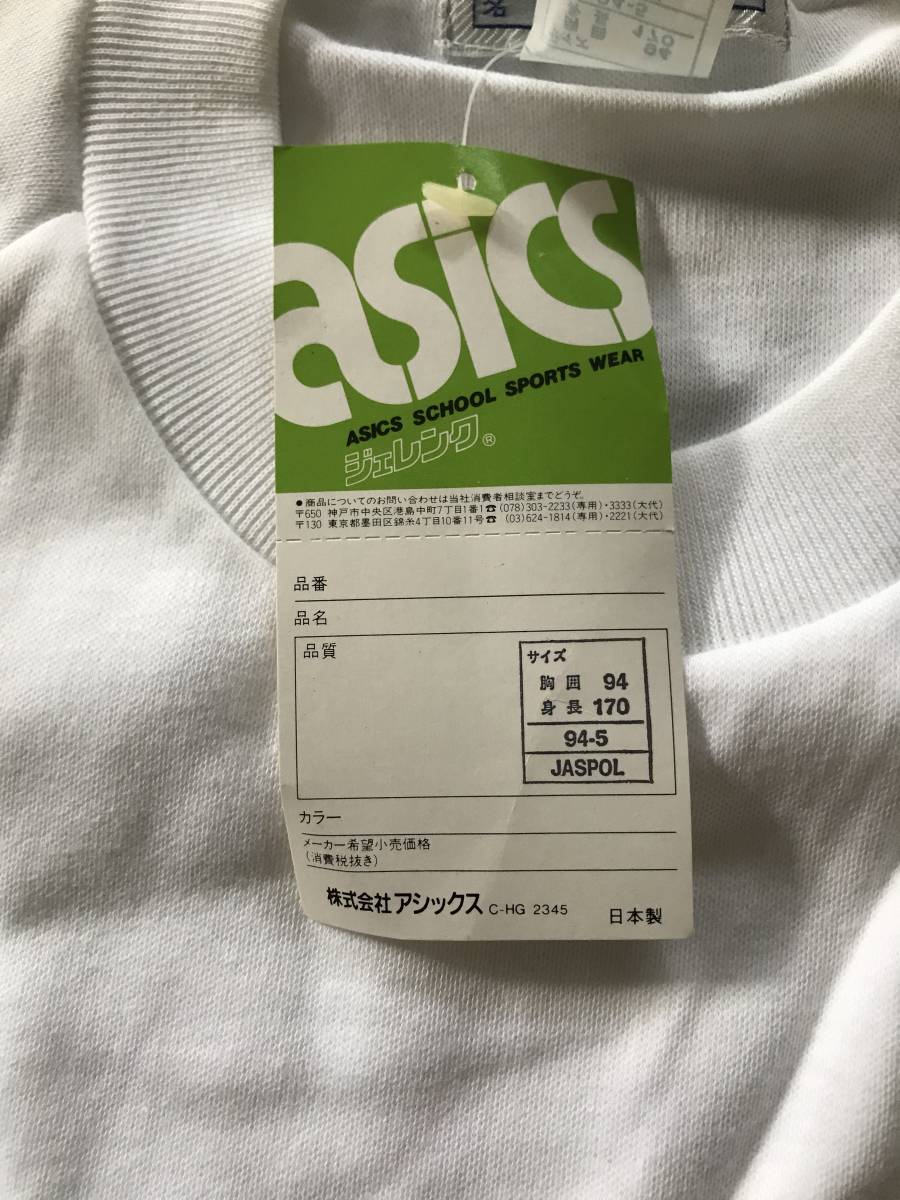 asics
ASICS SCHOOL SPORTS WEAR
ジェレンク®
●商品についてのお問い合わせは当社消費者相談室までどうぞ。
〒650 神戸市中央区港島中町7丁目1番1☎(078)303-2233(専用)・3333(大代)
〒130 東京都墨田区錦糸4丁目10番11号☎(03)624-1814(専用)・2221(大代)
品番
品名
品質
サイズ
胸囲 94
身長 170
94-5
JASPOL
カラー
メーカー希望小売価格
(消費税抜き)
株式会社アシックス C-HG 2345 日本製